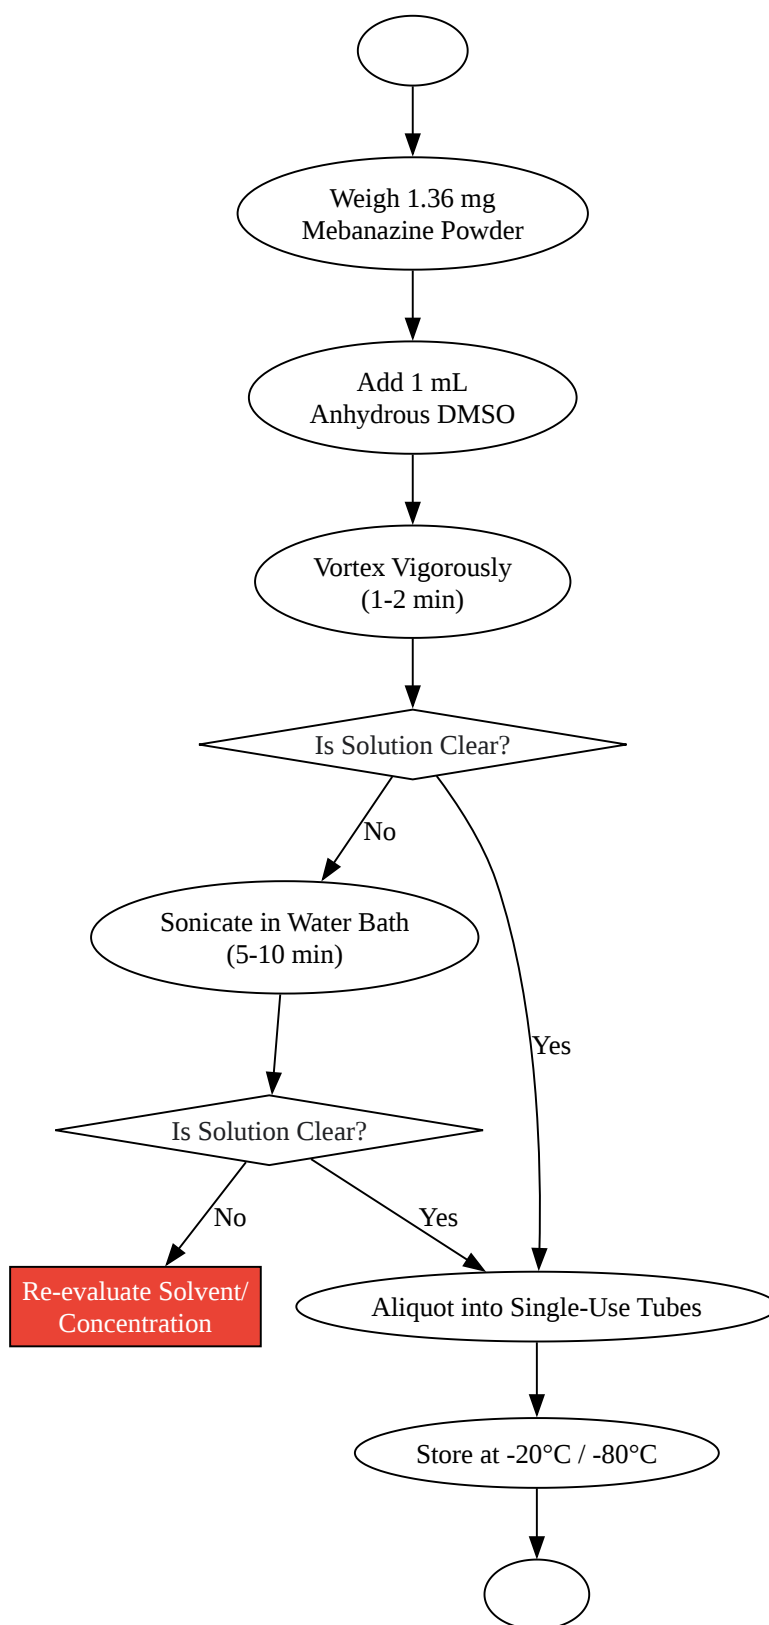 Weigh 1.36 mg
Mebanazine Powder
Add 1 mL
Anhydrous DMSO
Vortex Vigorously
(1-2 min)
Is Solution Clear?
No
Sonicate in Water Bath
(5-10 min)
Yes
Is Solution Clear?
No
Yes
Re-evaluate Solvent/
Concentration
Aliquot into Single-Use Tubes
Store at -20°C / -80°C